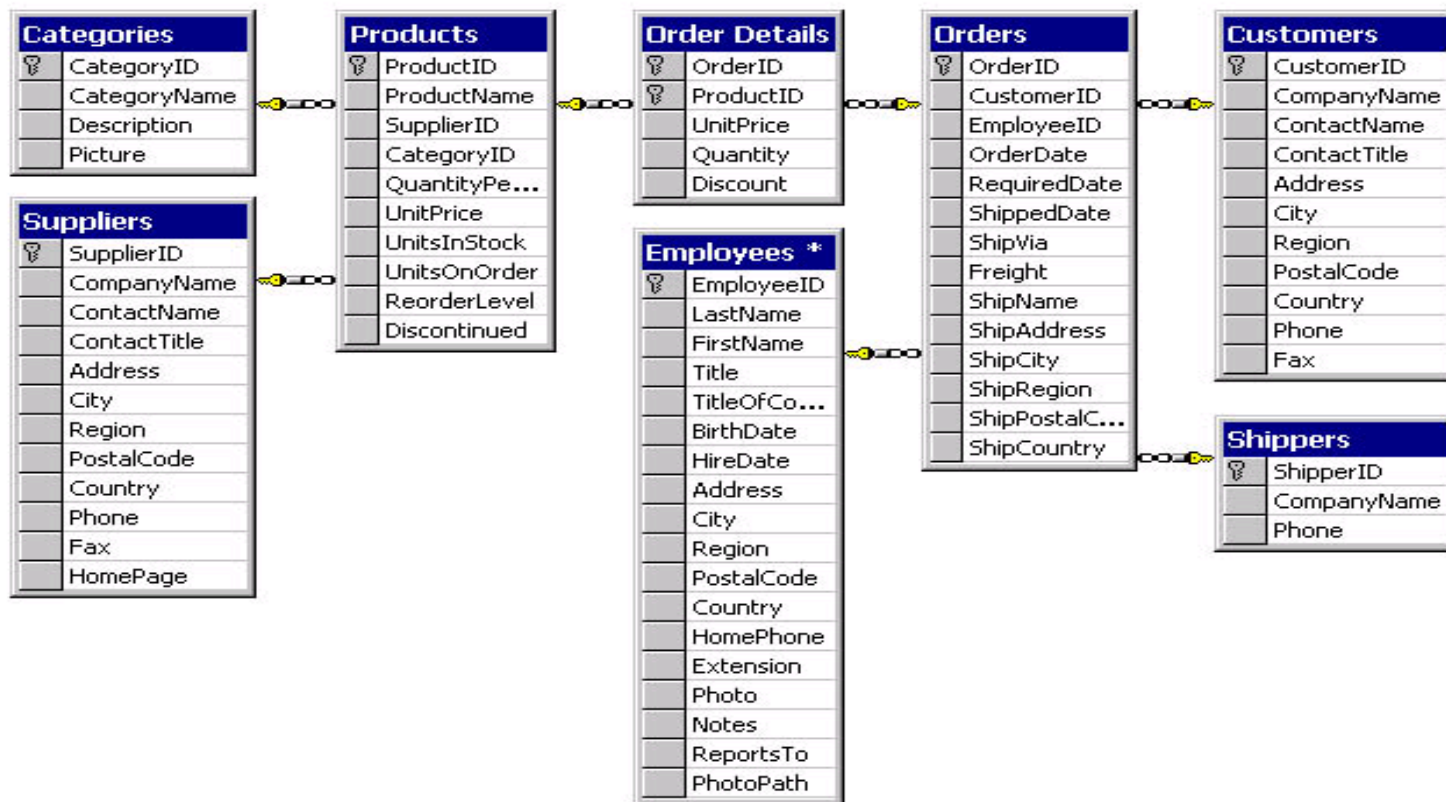 Categories
CategoryID
CategoryName
Description
Picture
Suppliers
SupplierID
CompanyName
ContactName
ContactTitle
Address
City
Region
PostalCode
Country
Phone
Fax
HomePage
Products
ProductID
ProductName
SupplierID
CategoryID
QuantityPe...
UnitPrice
UnitsInStock
UnitsOnOrder
ReorderLevel
Discontinued
Order Details
OrderID
ProductID
UnitPrice
Quantity
Discount
Employees *
EmployeeID
LastName
FirstName
Title
TitleOfCo...
BirthDate
HireDate
Address
City
Region
PostalCode
Country
HomePhone
Extension
Photo
Notes
ReportsTo
PhotoPath
Orders
OrderID
CustomerID
EmployeeID
OrderDate
RequiredDate
ShippedDate
ShipVia
Freight
ShipName
ShipAddress
ShipCity
ShipRegion
ShipPostalC...
ShipCountry
Customers
CustomerID
CompanyName
ContactName
ContactTitle
Address
City
Region
PostalCode
Country
Phone
Fax
Shippers
ShipperID
CompanyName
Phone